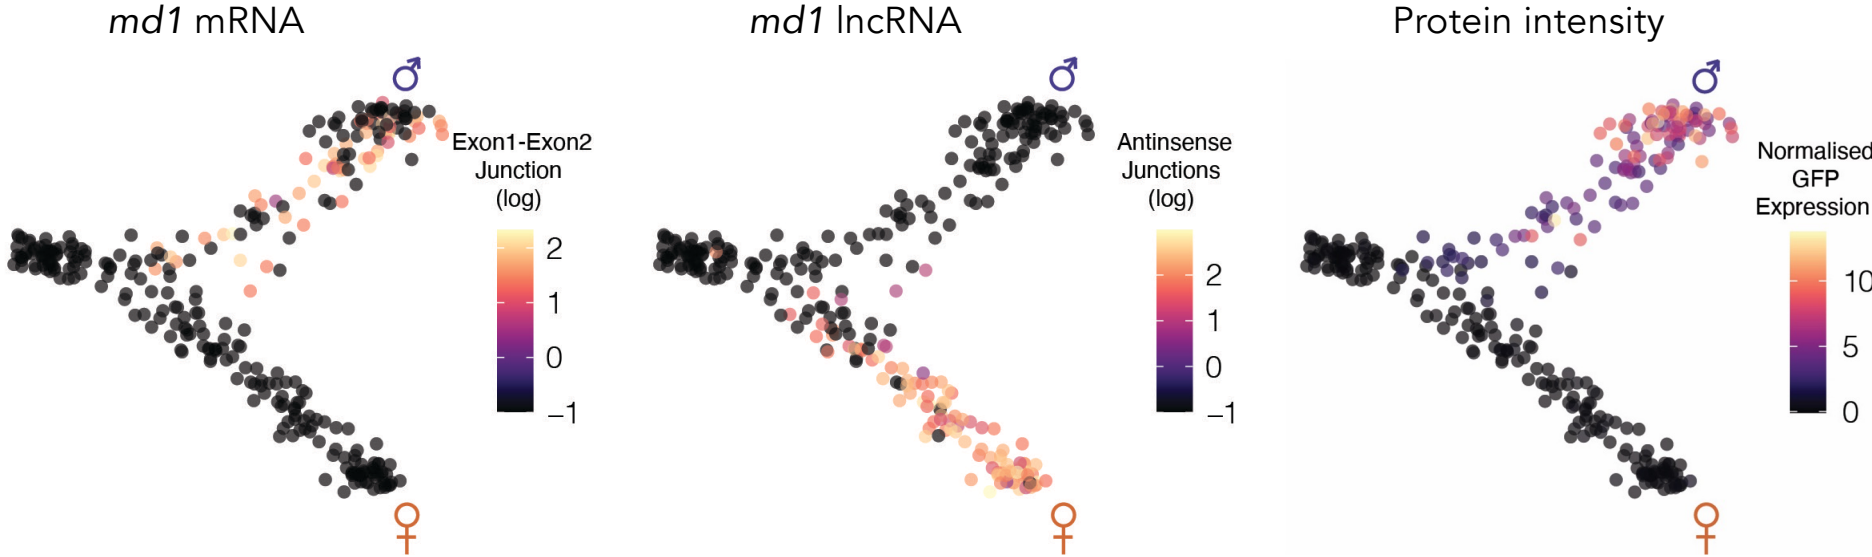 md1 mRNA
♂
Exon1-Exon2
Junction
(log)
2
1
0
−1
♀
md1 lncRNA
♂
Antinsense
Junctions
(log)
2
1
0
−1
♀
Protein intensity
♂
Normalised
GFP
Expression
10
5
0
♀